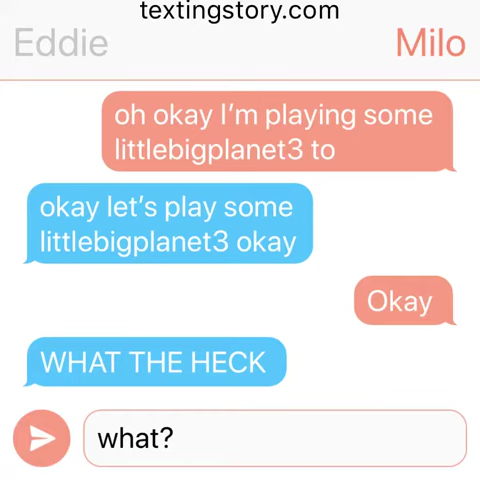 textingstory.com
Eddie
Milo
oh okay I’m playing some
littlebigplanet3 to
okay let’s play some
littlebigplanet3 okay
Okay
WHAT THE HECK
what?